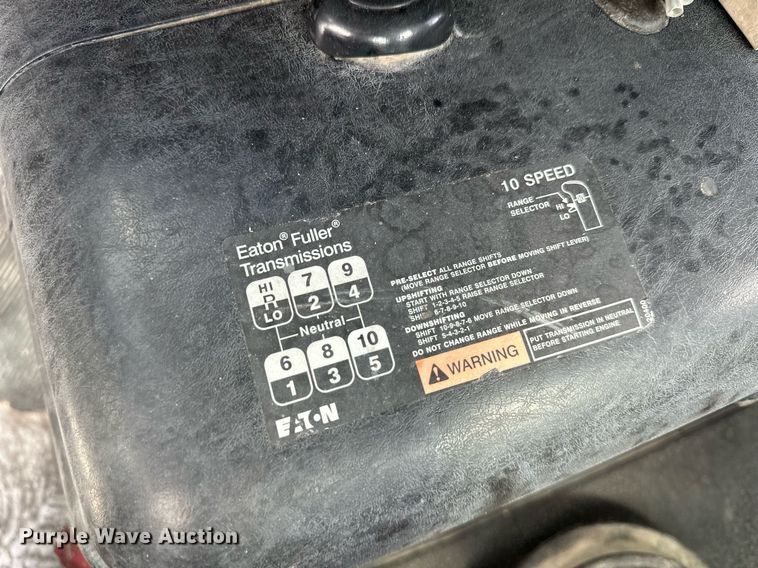 10 SPEED
RANGE
SELECTOR
HI
LO
Eaton® Fuller®
Transmissions
HI
R
LO
7
2
9
4
Neutral
6
1
8
3
10
5
EATON
PRE-SELECT ALL RANGE SHIFTS
(MOVE RANGE SELECTOR BEFORE MOVING SHIFT LEVER)
UPSHIFTING
START WITH RANGE SELECTOR DOWN
SHIFT 1-2-3-4-5 RAISE RANGE SELECTOR
SHIFT 6-7-8-9-10
DOWNSHIFTING
SHIFT 10-9-8-7-6 MOVE RANGE SELECTOR DOWN
SHIFT 5-4-3-2-1
DO NOT CHANGE RANGE WHILE MOVING IN REVERSE
WARNING
PUT TRANSMISSION IN NEUTRAL
BEFORE STARTING ENGINE
Purple Wave Auction